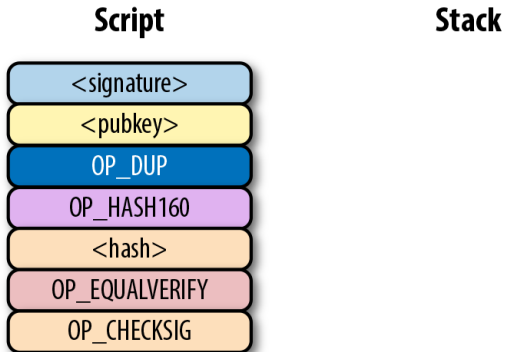 Script Stack
<signature>
<pubkey>
OP_DUP
OP_HASH160
<hash>
OP_EQUALVERIFY
OP_CHECKSIG